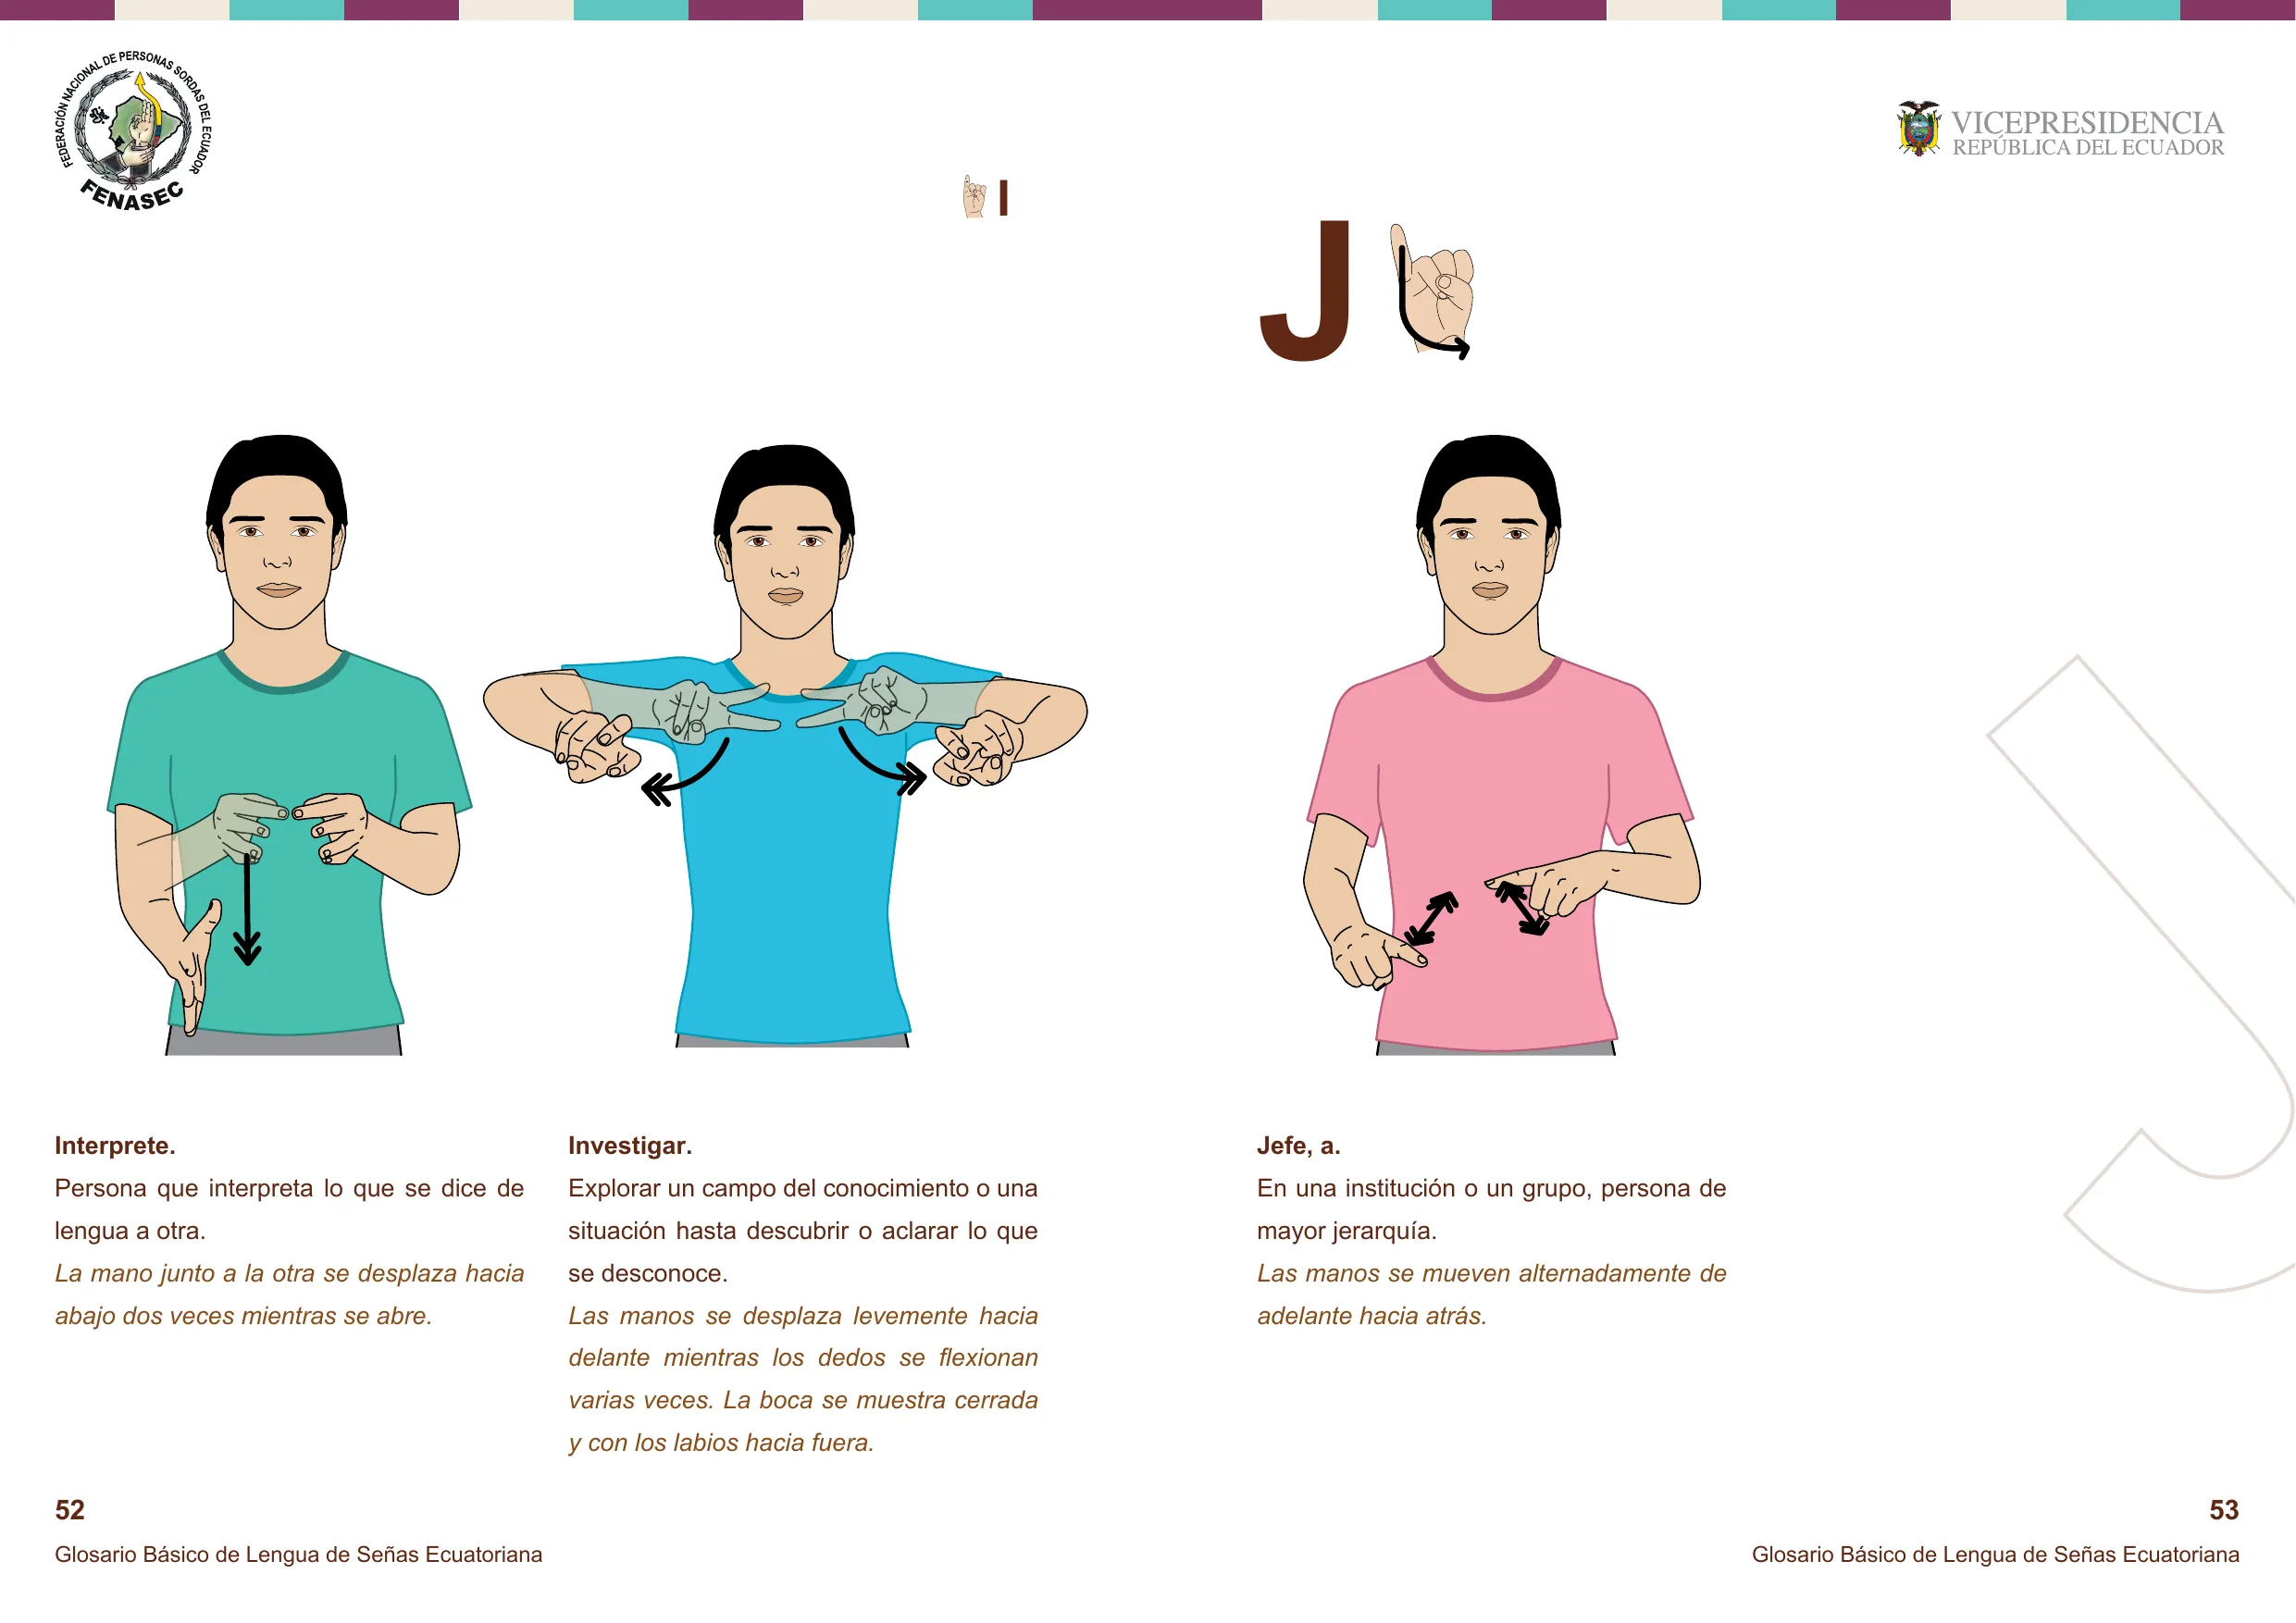 FEDERACIÓN NACIONAL DE PERSONAS SORDAS DEL ECUADOR
FENASEC
VICEPRESIDENCIA
REPÚBLICA DEL ECUADOR
I
J
Interprete.
Persona que interpreta lo que se dice de
lengua a otra.
La mano junto a la otra se desplaza hacia
abajo dos veces mientras se abre.
Investigar.
Explorar un campo del conocimiento o una
situación hasta descubrir o aclarar lo que
se desconoce.
Las manos se desplaza levemente hacia
delante mientras los dedos se flexionan
varias veces. La boca se muestra cerrada
y con los labios hacia fuera.
Jefe, a.
En una institución o un grupo, persona de
mayor jerarquía.
Las manos se mueven alternadamente de
adelante hacia atrás.
J
52
Glosario Básico de Lengua de Señas Ecuatoriana
53
Glosario Básico de Lengua de Señas Ecuatoriana